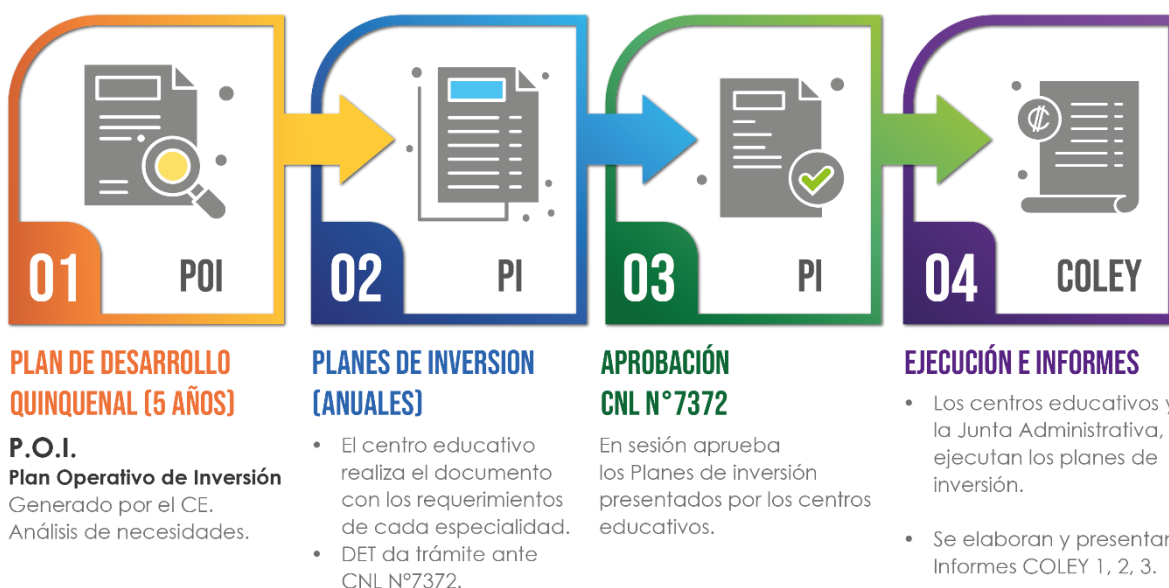 01
POI
PLAN DE DESARROLLO
QUINQUENAL (5 AÑOS)
P.O.I.
Plan Operativo de Inversión
Generado por el CE.
Análisis de necesidades.
02
PI
PLANES DE INVERSION
(ANUALES)
• El centro educativo
realiza el documento
con los requerimientos
de cada especialidad.
• DET da trámite ante
CNL Nº7372.
03
PI
APROBACIÓN
CNL N°7372
En sesión aprueba
los Planes de inversión
presentados por los centros
educativos.
04
₡
COLEY
EJECUCIÓN E INFORMES
• Los centros educativos y
la Junta Administrativa,
ejecutan los planes de
inversión.
• Se elaboran y presentan
Informes COLEY 1, 2, 3.